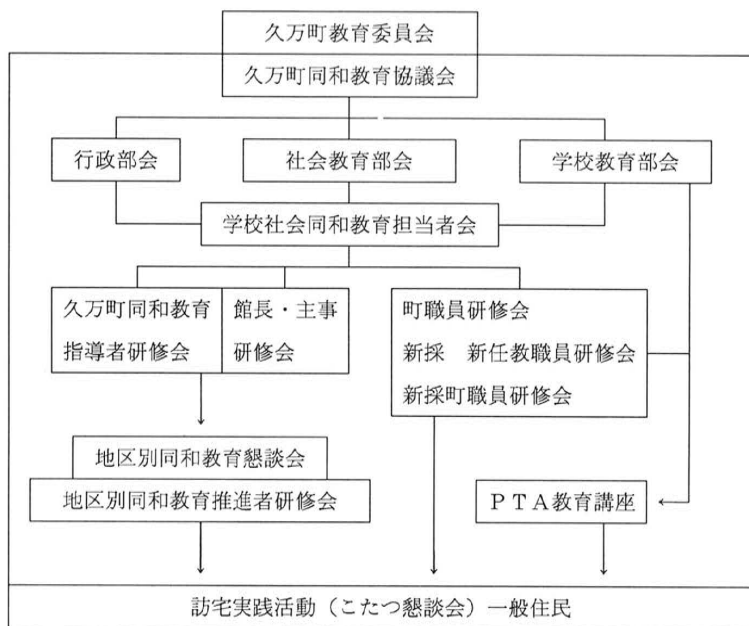 久万町教育委員会
久万町同和教育協議会
行政部会
社会教育部会
学校教育部会
学校社会同和教育担当者会
久万町同和教育
指導者研修会
館長・主事
研修会
町職員研修会
新採　新任教職員研修会
新採町職員研修会
地区別同和教育懇談会
地区別同和教育推進者研修会
ＰＴＡ教育講座
訪宅実践活動（こたつ懇談会）一般住民